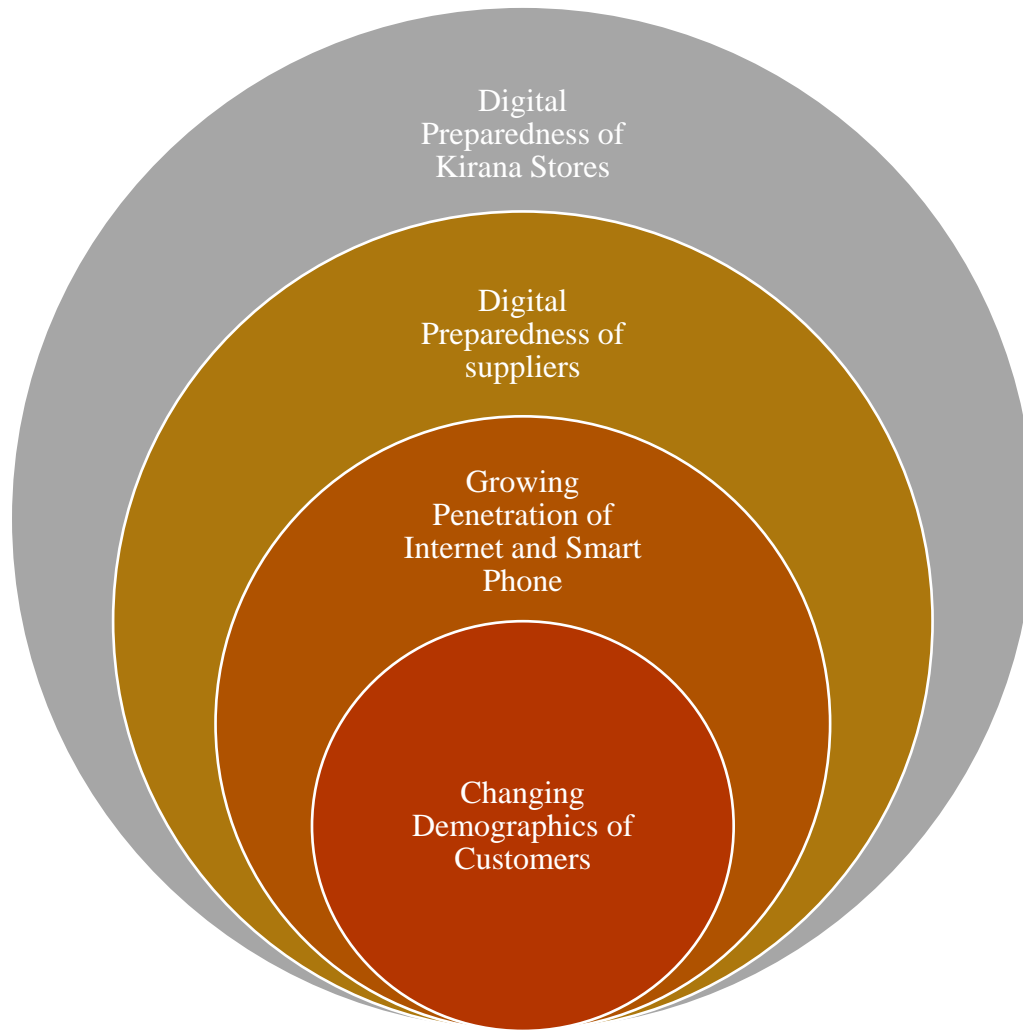 Digital
Preparedness of
Kirana Stores
Digital
Preparedness of
suppliers
Growing
Penetration of
Internet and Smart
Phone
Changing
Demographics of
Customers